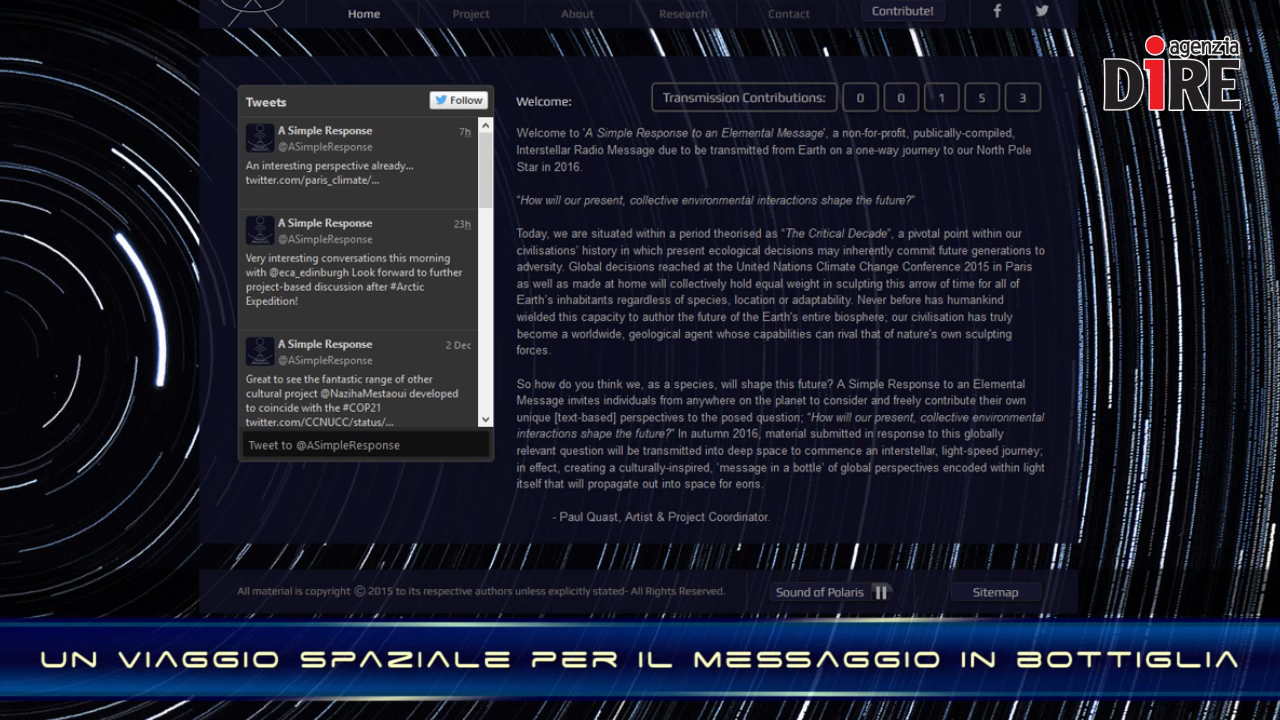 Home
Project
About
Research
Contact
Contribute!
agenzia
DiRE
Tweets
Follow
A Simple Response 7h
@ASimpleResponse
An interesting perspective already...
twitter.com/paris_climate/...
A Simple Response 23h
@ASimpleResponse
Very interesting conversations this morning
with @eca_edinburgh Look forward to further
project-based discussion after #Arctic
Expedition!
A Simple Response 2 Dec
@ASimpleResponse
Great to see the fantastic range of other
cultural project @NazihaMestaoui developed
to coincide with the #COP21
twitter.com/CCNUCC/status/...
Tweet to @ASimpleResponse
Welcome:
Transmission Contributions: 0 0 1 5 3
Welcome to 'A Simple Response to an Elemental Message', a non-for-profit, publically-compiled,
Interstellar Radio Message due to be transmitted from Earth on a one-way journey to our North Pole
Star in 2016.
“How will our present, collective environmental interactions shape the future?”
Today, we are situated within a period theorised as “The Critical Decade”, a pivotal point within our
civilisations’ history in which present ecological decisions may inherently commit future generations to
adversity. Global decisions reached at the United Nations Climate Change Conference 2015 in Paris
as well as made at home will collectively hold equal weight in sculpting this arrow of time for all of
Earth’s inhabitants regardless of species, location or adaptability. Never before has humankind
wielded this capacity to author the future of the Earth’s entire biosphere; our civilisation has truly
become a worldwide, geological agent whose capabilities can rival that of nature’s own sculpting
forces.
So how do you think we, as a species, will shape this future? A Simple Response to an Elemental
Message invites individuals from anywhere on the planet to consider and freely contribute their own
unique [text-based] perspectives to the posed question; “How will our present, collective environmental
interactions shape the future?” In autumn 2016, material submitted in response to this globally
relevant question will be transmitted into deep space to commence an interstellar, light-speed journey;
in effect, creating a culturally-inspired, ‘message in a bottle’ of global perspectives encoded within light
itself that will propagate out into space for eons.
- Paul Quast, Artist & Project Coordinator.
All material is copyright © 2015 to its respective authors unless explicitly stated- All Rights Reserved.
Sound of Polaris
Sitemap
UN VIAGGIO SPAZIALE PER IL MESSAGGIO IN BOTTIGLIA